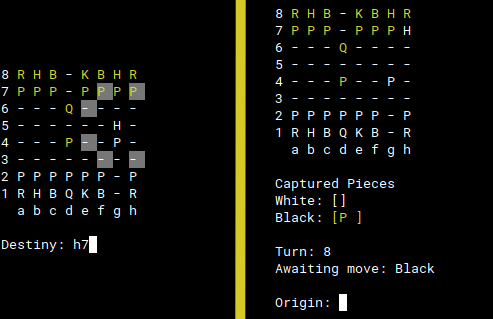 8 R H B - K B H R
7 P P P - P P P P
6 - - - Q - - - -
5 - - - - - - H -
4 - - - P - - P -
3 - - - - - - - -
2 P P P P P P - P
1 R H B Q K B - R
a b c d e f g h
Destiny: h7
8 R H B - K B H R
7 P P P - P P P H
6 - - - Q - - - -
5 - - - - - - - -
4 - - - P - - P -
3 - - - - - - - -
2 P P P P P P - P
1 R H B Q K B - R
a b c d e f g h
Captured Pieces
White: []
Black: [P ]
Turn: 8
Awaiting move: Black
Origin: